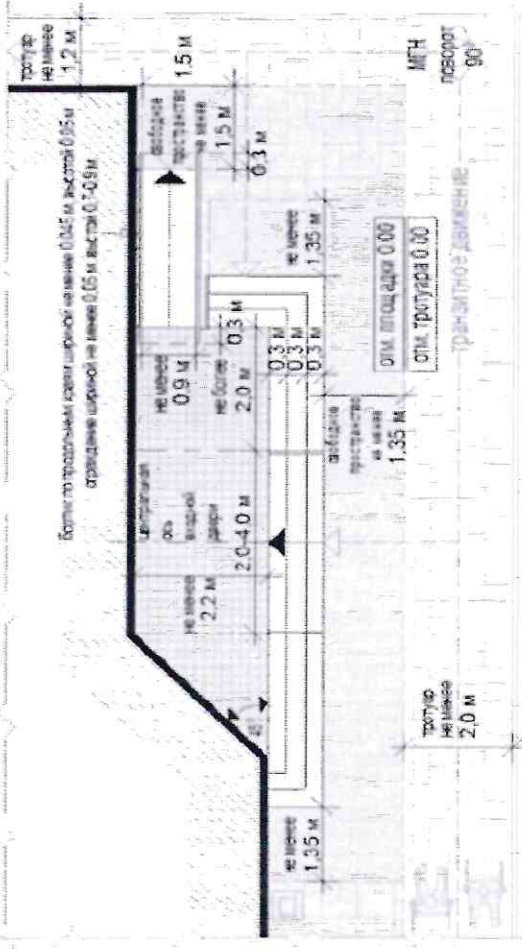 Бортик по продольным краям шириной не менее 0,045 м высотой 0,05 м
ограждение шириной не менее 0,65 м высотой 0,7-0,9 м
тротуар
не менее
1.2 м
1.5 м
свободное
пространство
не менее
1.5 м
0.3 м
центральная
ось
входной
двери
2.0-4.0 м
не менее
2.2 м
не менее
0.9 м
не более
2.0 м
0.3 м
0.3 м
0.3 м
0.3 м
не менее
1.35 м
45
не менее
1.35 м
свободное
пространство
не менее
1.35 м
отм. площадки 0.00
отм. тротуара 0.00
транзитное движение
тротуар
не менее
2,0 м
МГН
поворот
90°